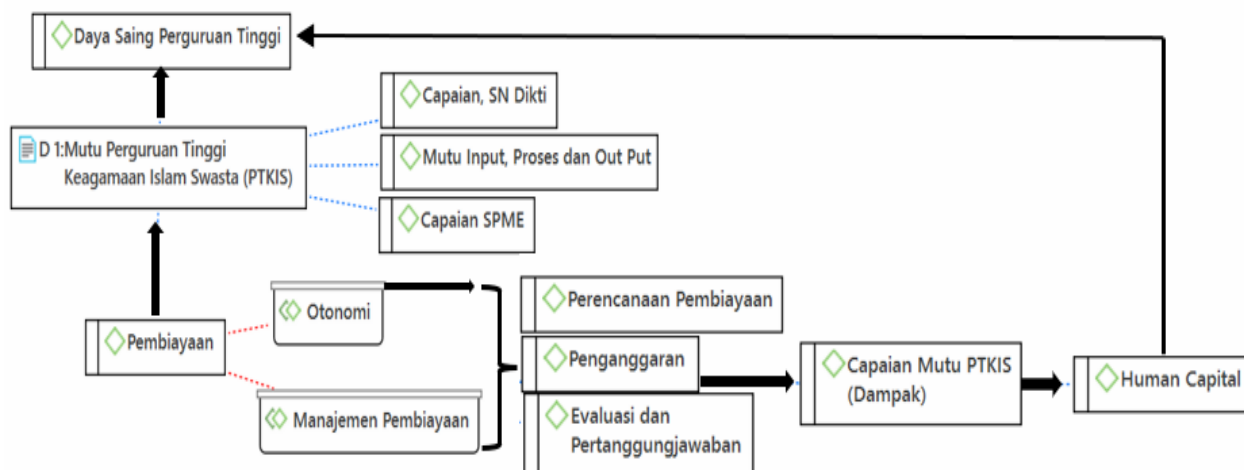 Daya Saing Perguruan Tinggi
Capaian, SN Dikti
D 1:Mutu Perguruan Tinggi
Keagamaan Islam Swasta (PTKIS)
Mutu Input, Proses dan Out Put
Capaian SPME
Perencanaan Pembiayaan
Otonomi
Pembiayaan
Penganggaran
Capaian Mutu PTKIS
(Dampak)
Human Capital
Manajemen Pembiayaan
Evaluasi dan
Pertanggungjawaban